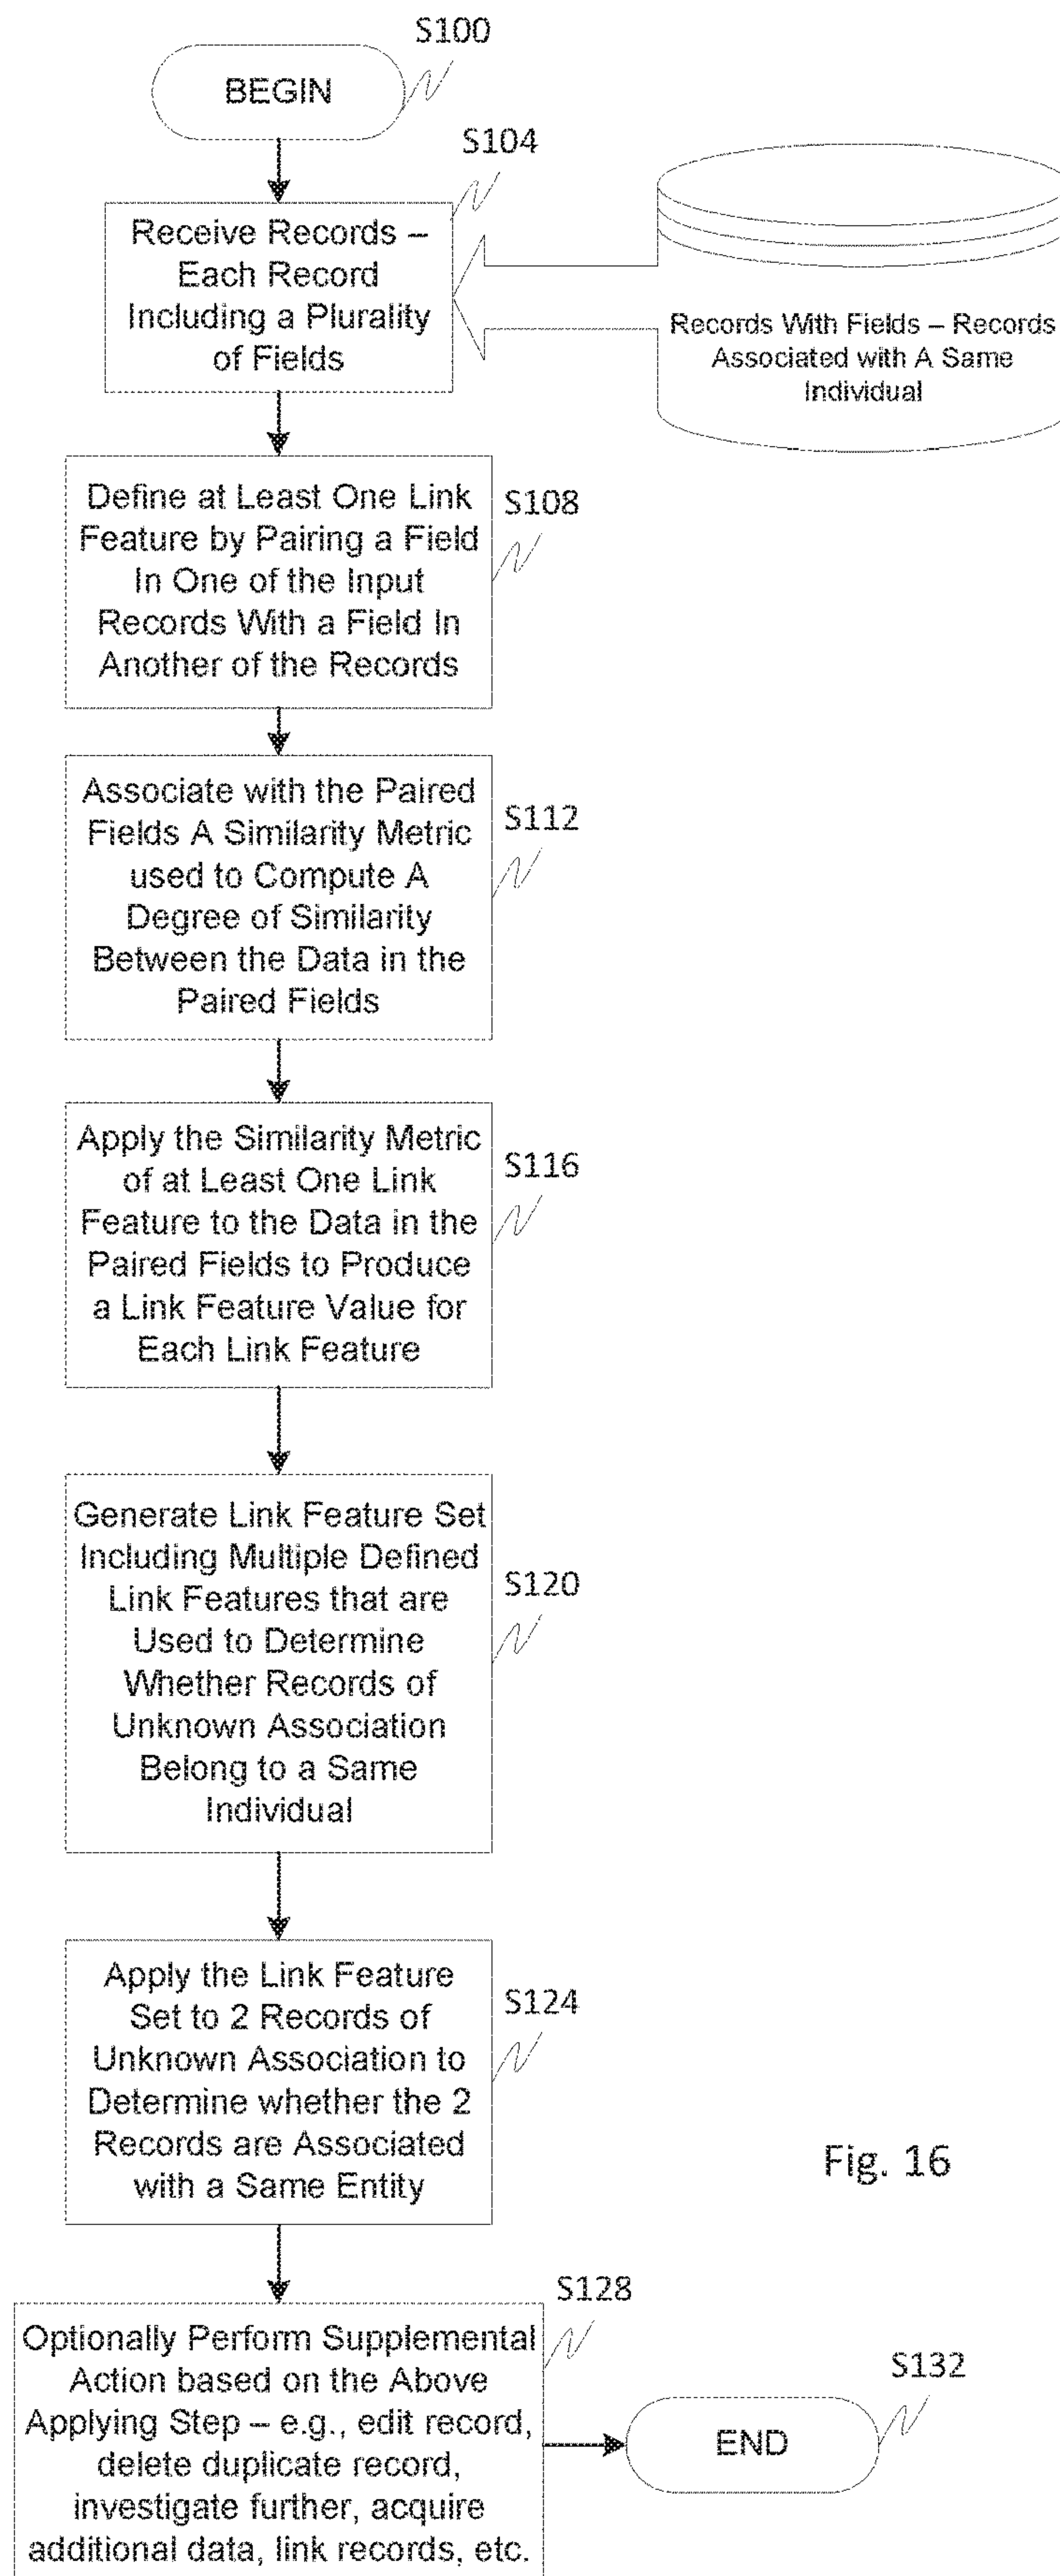 S100
BEGIN
S104
Receive Records –
Each Record
Including a Plurality
of Fields
Records With Fields – Records
Associated with A Same
Individual
Define at Least One Link
Feature by Pairing a Field
In One of the Input
Records With a Field In
Another of the Records
S108
Associate with the Paired
Fields A Similarity Metric
used to Compute A
Degree of Similarity
Between the Data in the
Paired Fields
S112
Apply the Similarity Metric
of at Least One Link
Feature to the Data in the
Paired Fields to Produce
a Link Feature Value for
Each Link Feature
S116
Generate Link Feature Set
Including Multiple Defined
Link Features that are
Used to Determine
Whether Records of
Unknown Association
Belong to a Same
Individual
S120
Apply the Link Feature
Set to 2 Records of
Unknown Association to
Determine whether the 2
Records are Associated
with a Same Entity
S124
Fig. 16
S128
Optionally Perform Supplemental
Action based on the Above
Applying Step – e.g., edit record,
delete duplicate record,
investigate further, acquire
additional data, link records, etc.
S132
END